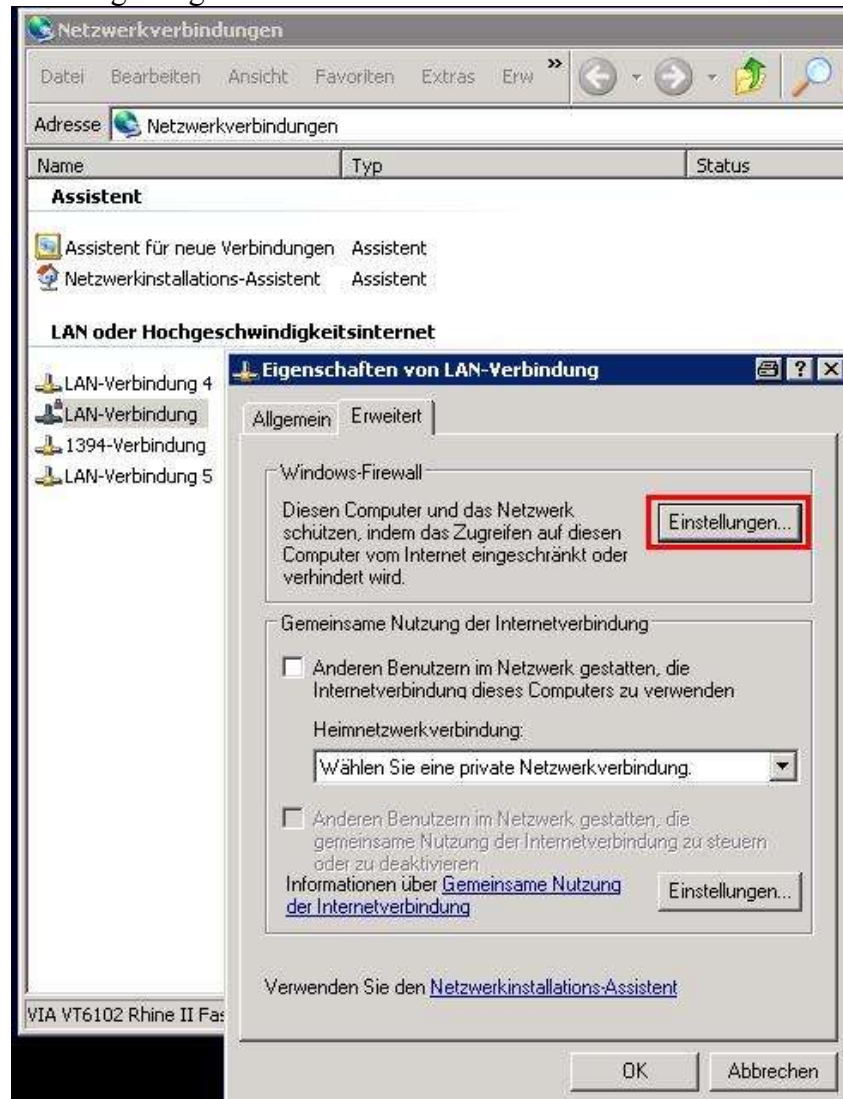 Netzwerkverbindungen
Datei Bearbeiten Ansicht Favoriten Extras Erw »
Adresse Netzwerkverbindungen
Name Typ Status
Assistent
Assistent für neue Verbindungen Assistent
Netzwerkinstallations-Assistent Assistent
LAN oder Hochgeschwindigkeitsinternet
LAN-Verbindung 4
LAN-Verbindung
1394-Verbindung
LAN-Verbindung 5
Eigenschaften von LAN-Verbindung
Allgemein Erweitert
Windows-Firewall
Diesen Computer und das Netzwerk
schützen, indem das Zugreifen auf diesen
Computer vom Internet eingeschränkt oder
verhindert wird.
Einstellungen...
Gemeinsame Nutzung der Internetverbindung
Anderen Benutzern im Netzwerk gestatten, die
Internetverbindung dieses Computers zu verwenden
Heimnetzwerkverbindung:
Wählen Sie eine private Netzwerkverbindung.
Anderen Benutzern im Netzwerk gestatten, die
gemeinsame Nutzung der Internetverbindung zu steuern
oder zu deaktivieren
Informationen über Gemeinsame Nutzung
der Internetverbindung
Einstellungen...
Verwenden Sie den Netzwerkinstallations-Assistent
VIA VT6102 Rhine II Fas
OK Abbrechen